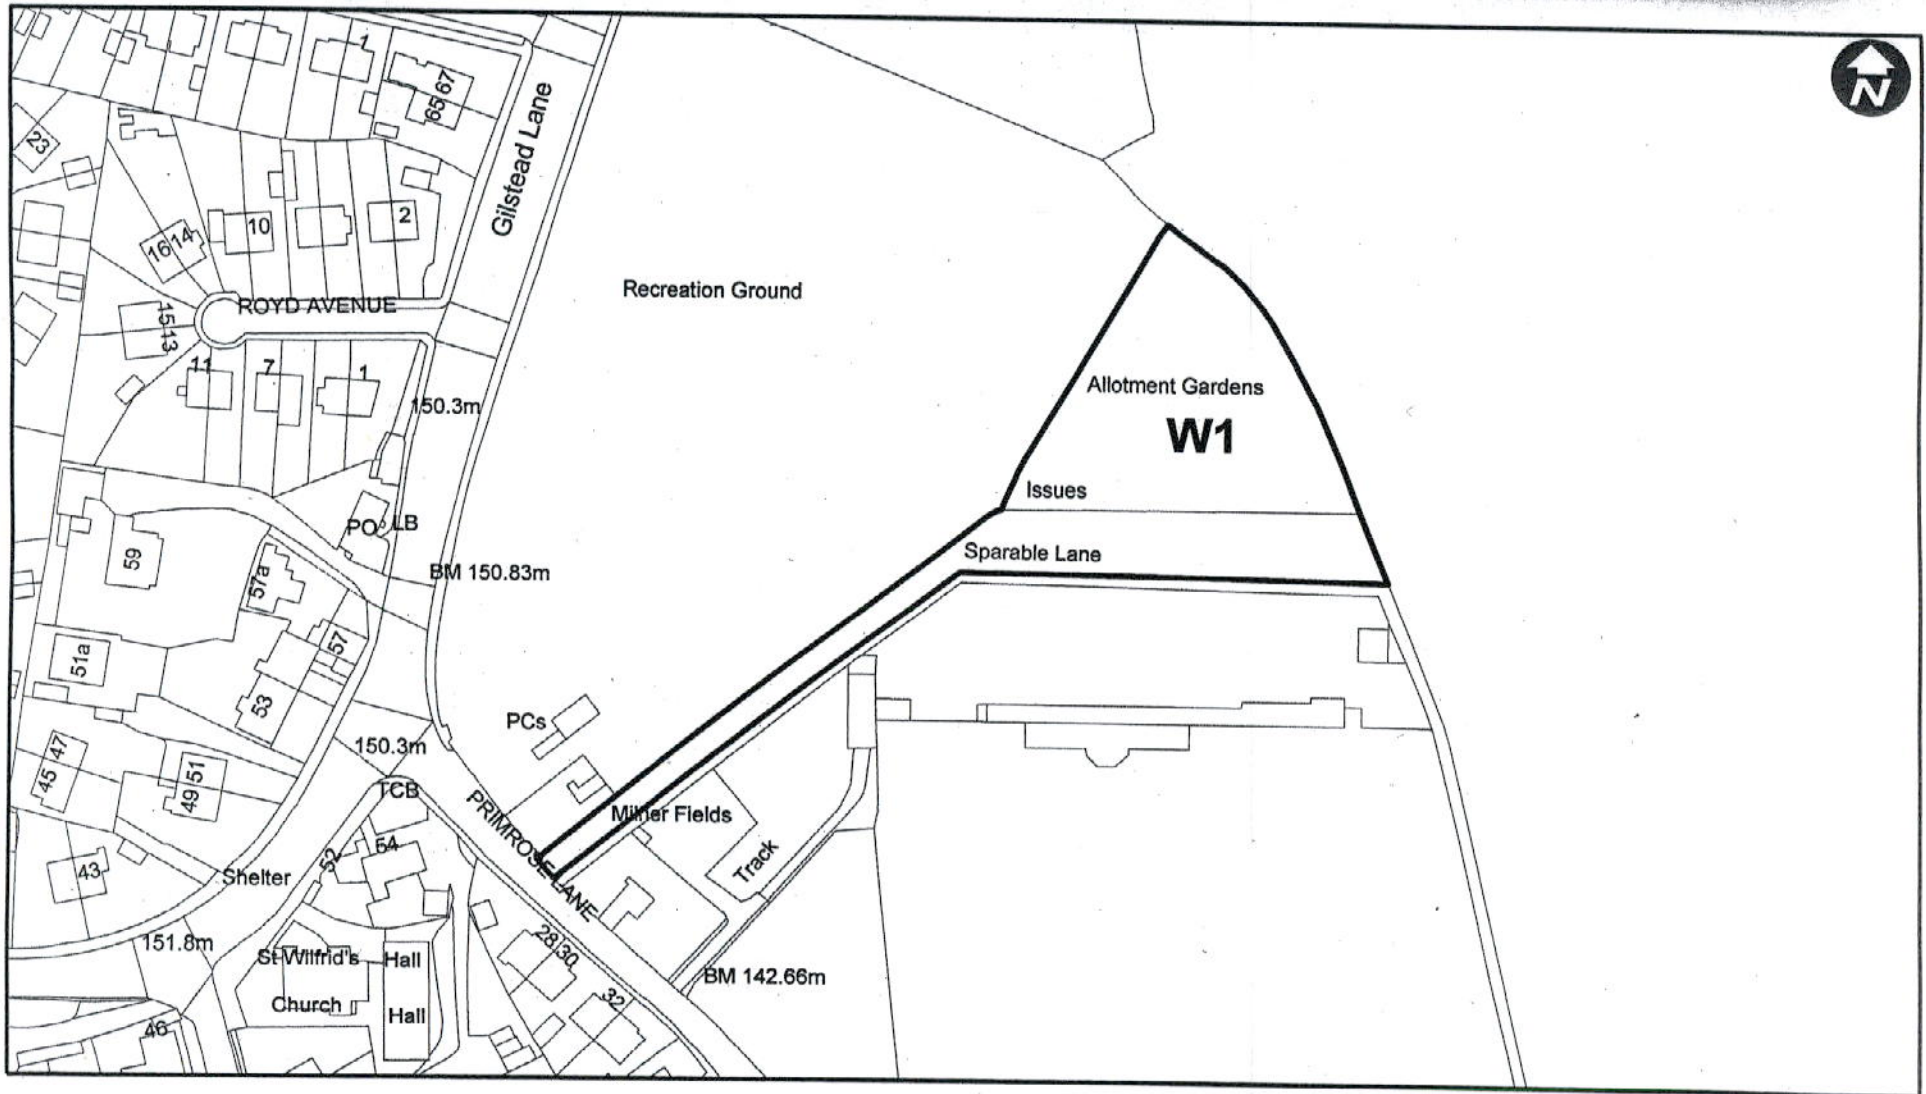 N
1
65 67
Gilstead Lane
23
2
10
16 14
Recreation Ground
ROYD AVENUE
15 13
11
7
1
150.3m
Allotment Gardens
W1
Issues
PO
LB
Sparable Lane
59
57a
BM 150.83m
57
51a
53
PCs
150.3m
45 47
49 51
TCB
PRIMROSE LANE
Milner Fields
Track
52
54
43
Shelter
151.8m
St Wilfrid's
Church
Hall
Hall
28 30
32
BM 142.66m
46